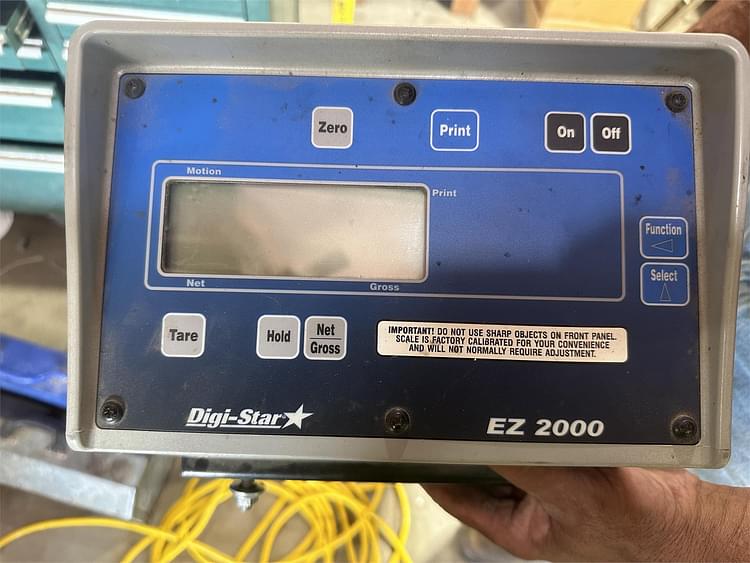 Zero
Print
On
Off
Motion
Print
Function
Select
Net
Gross
Tare
Hold
Net
Gross
IMPORTANT! DO NOT USE SHARP OBJECTS ON FRONT PANEL.
SCALE IS FACTORY CALIBRATED FOR YOUR CONVENIENCE
AND WILL NOT NORMALLY REQUIRE ADJUSTMENT.
Digi-Star
EZ 2000